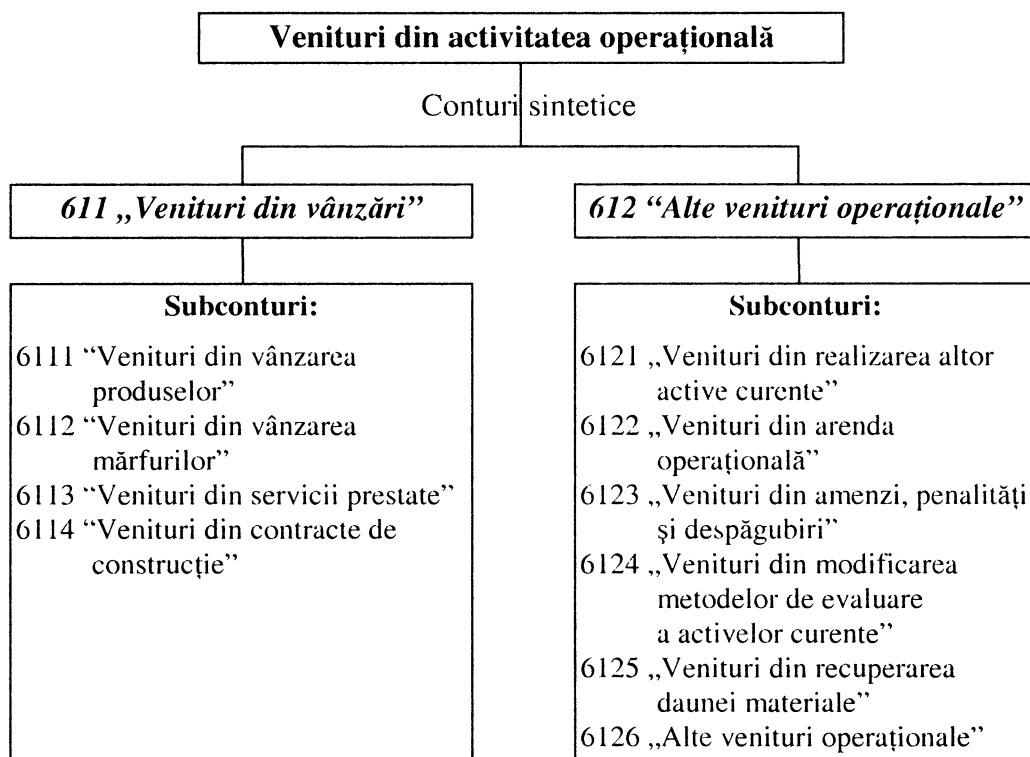 Venituri din activitatea operațională
Conturi sintetice
611 „Venituri din vânzări”
612 “Alte venituri operaționale”
Subconturi:
6111 “Venituri din vânzarea
produselor”
6112 “Venituri din vânzarea
mărfurilor”
6113 “Venituri din servicii prestate”
6114 “Venituri din contracte de
construcție”
Subconturi:
6121 „Venituri din realizarea altor
active curente”
6122 „Venituri din arenda
operațională”
6123 „Venituri din amenzi, penalități
și despăgubiri”
6124 „Venituri din modificarea
metodelor de evaluare
a activelor curente”
6125 „Venituri din recuperarea
daunei materiale”
6126 „Alte venituri operaționale”